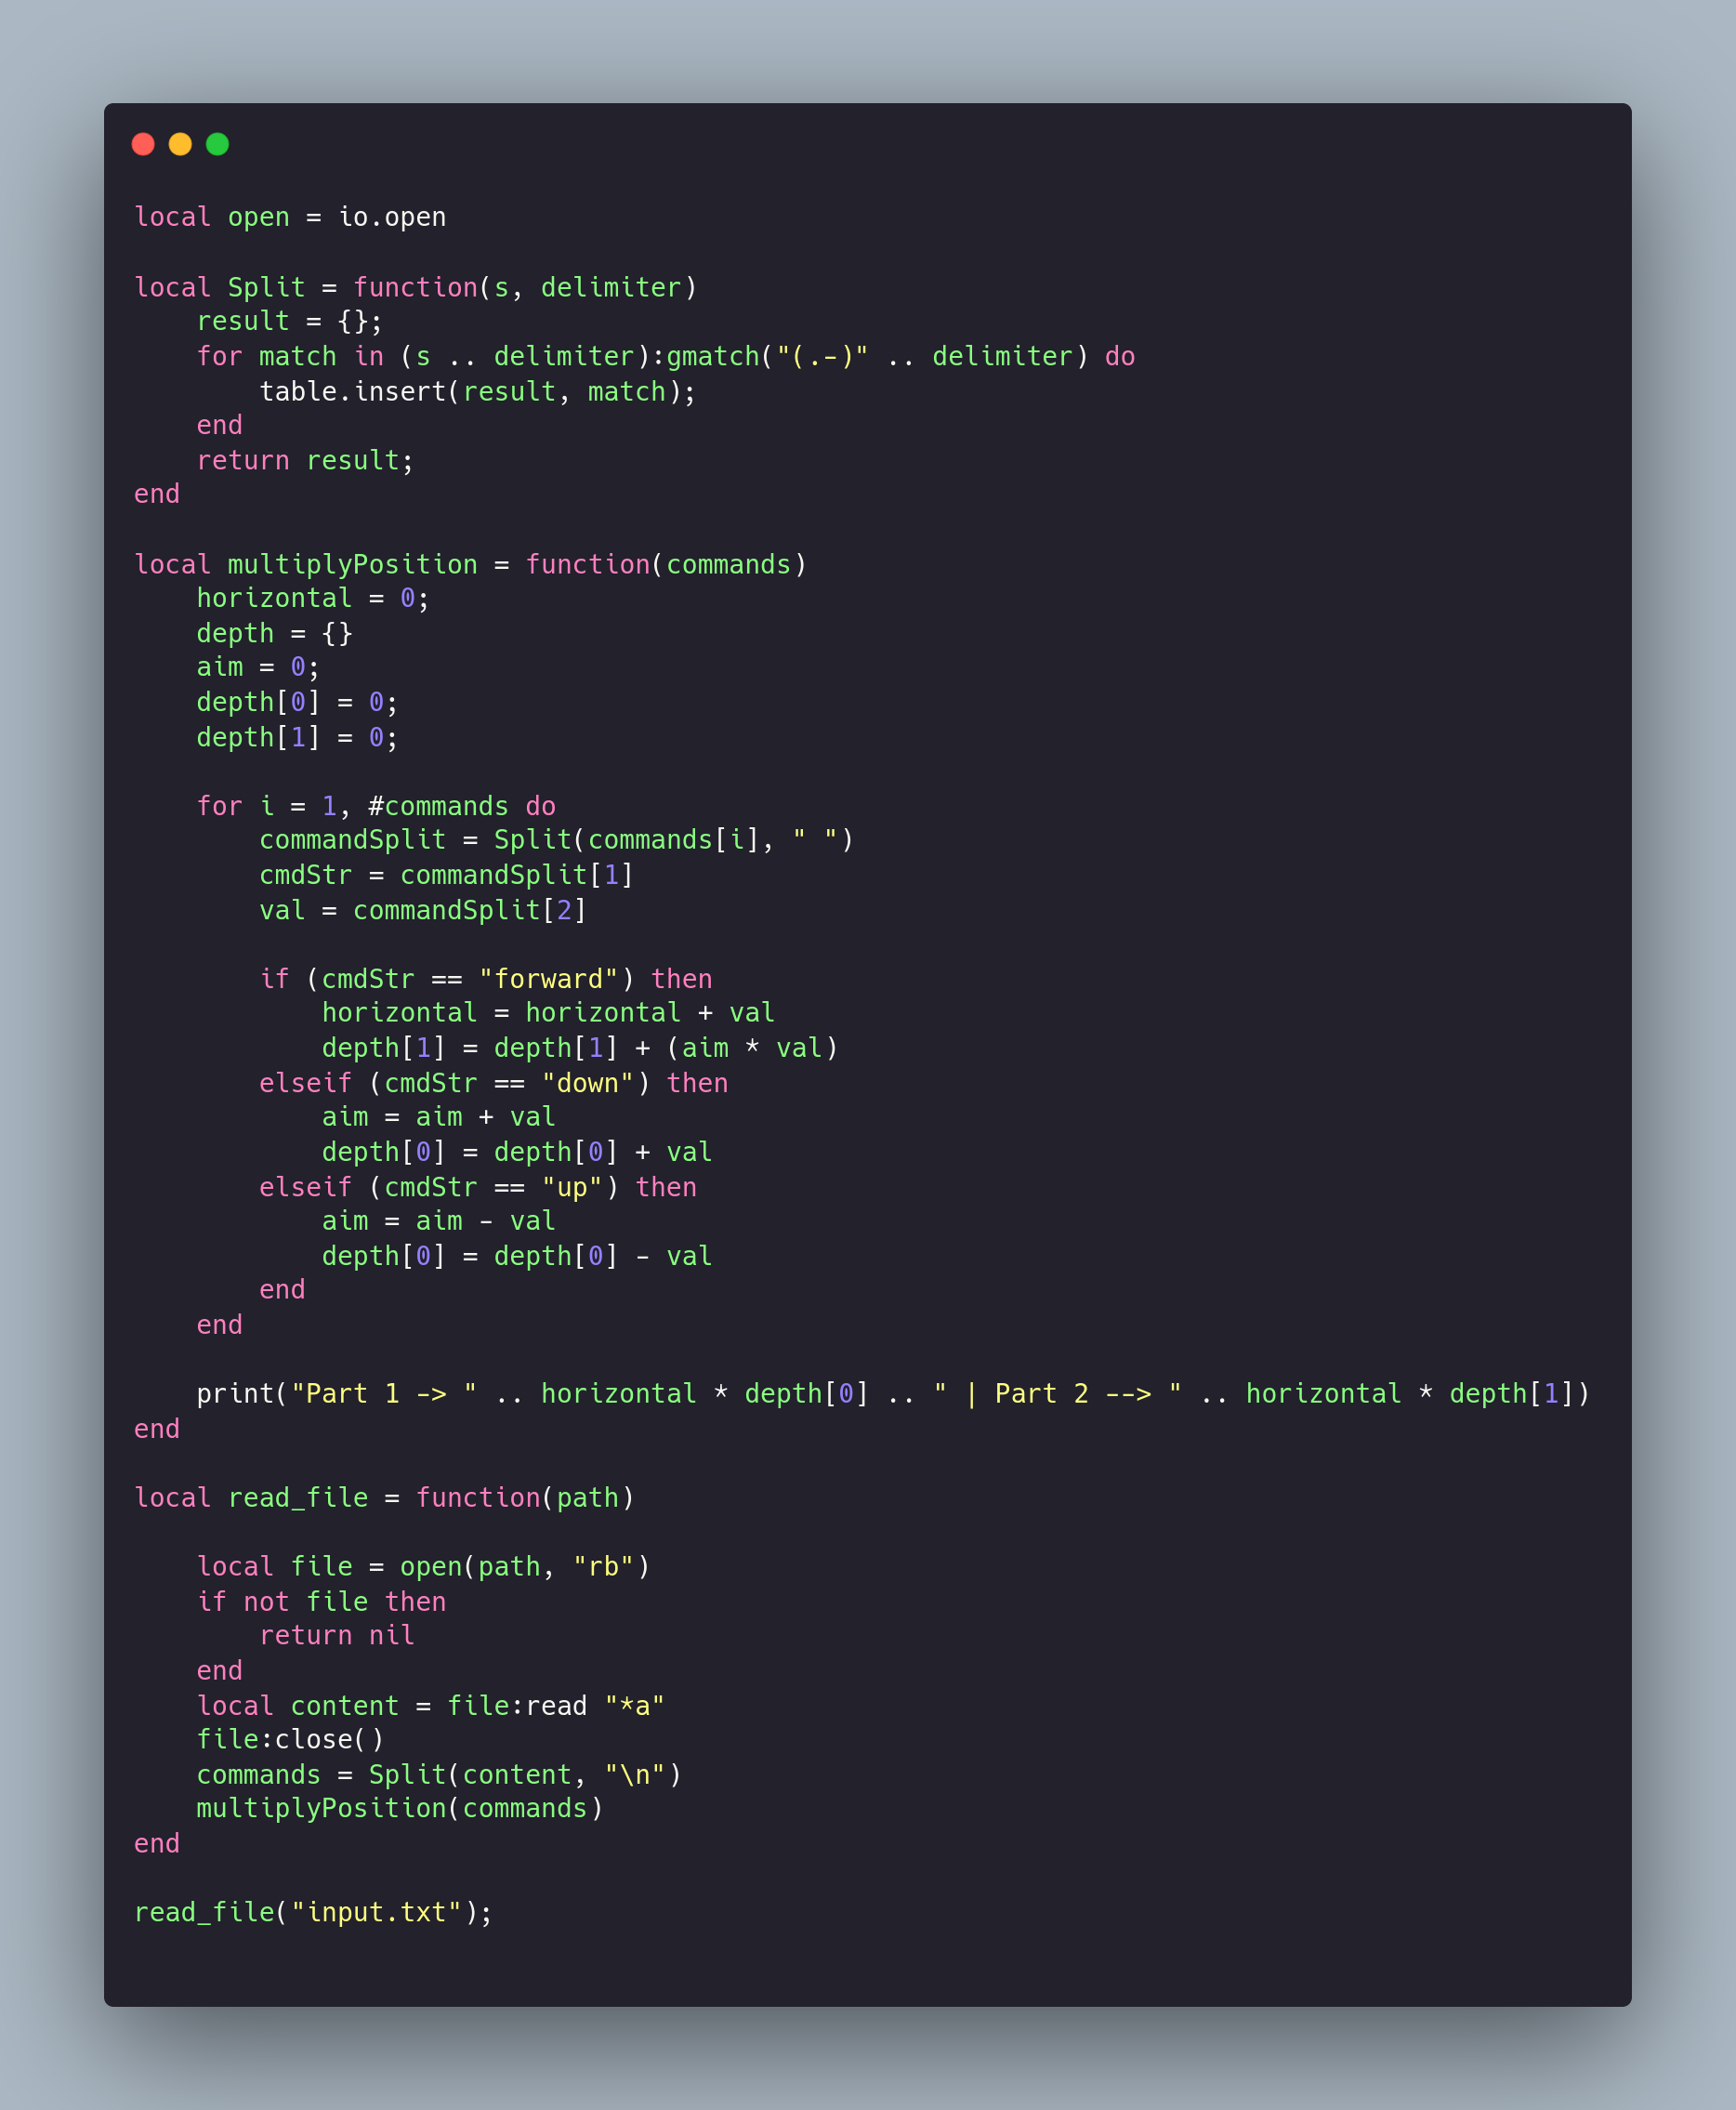 local open = io.open

local Split = function(s, delimiter)
    result = {};
    for match in (s .. delimiter):gmatch("(.-)" .. delimiter) do
        table.insert(result, match);
    end
    return result;
end

local multiplyPosition = function(commands)
    horizontal = 0;
    depth = {}
    aim = 0;
    depth[0] = 0;
    depth[1] = 0;

    for i = 1, #commands do
        commandSplit = Split(commands[i], " ")
        cmdStr = commandSplit[1]
        val = commandSplit[2]

        if (cmdStr == "forward") then
            horizontal = horizontal + val
            depth[1] = depth[1] + (aim * val)
        elseif (cmdStr == "down") then
            aim = aim + val
            depth[0] = depth[0] + val
        elseif (cmdStr == "up") then
            aim = aim - val
            depth[0] = depth[0] - val
        end
    end

    print("Part 1 -> " .. horizontal * depth[0] .. " | Part 2 --> " .. horizontal * depth[1])
end

local read_file = function(path)

    local file = open(path, "rb")
    if not file then
        return nil
    end
    local content = file:read "*a"
    file:close()
    commands = Split(content, "\n")
    multiplyPosition(commands)
end

read_file("input.txt");